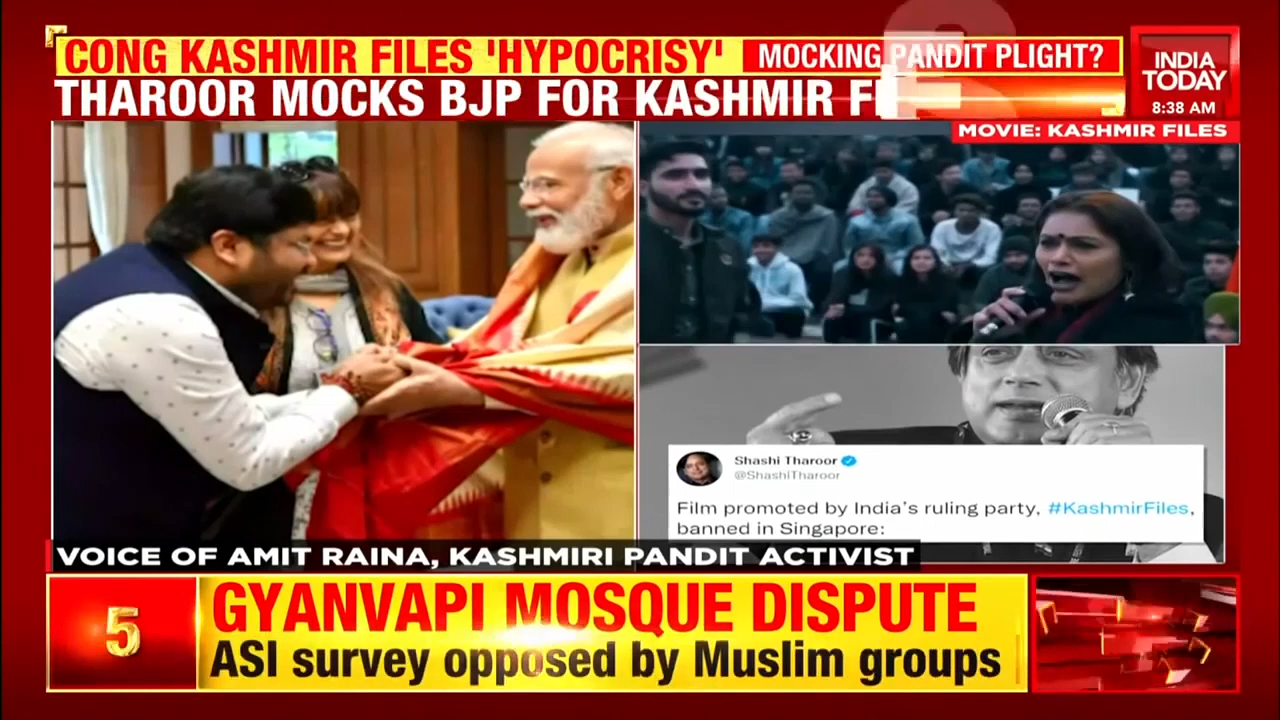 CONG KASHMIR FILES 'HYPOCRISY'
MOCKING PANDIT PLIGHT?
THAROOR MOCKS BJP FOR KASHMIR
INDIA
TODAY
8:38 AM
MOVIE: KASHMIR FILES
Shashi Tharoor
@ShashiTharoor
Film promoted by India's ruling party, #KashmirFiles,
banned in Singapore:
VOICE OF AMIT RAINA, KASHMIRI PANDIT ACTIVIST
5
GYANVAPI MOSQUE DISPUTE
ASI survey opposed by Muslim groups